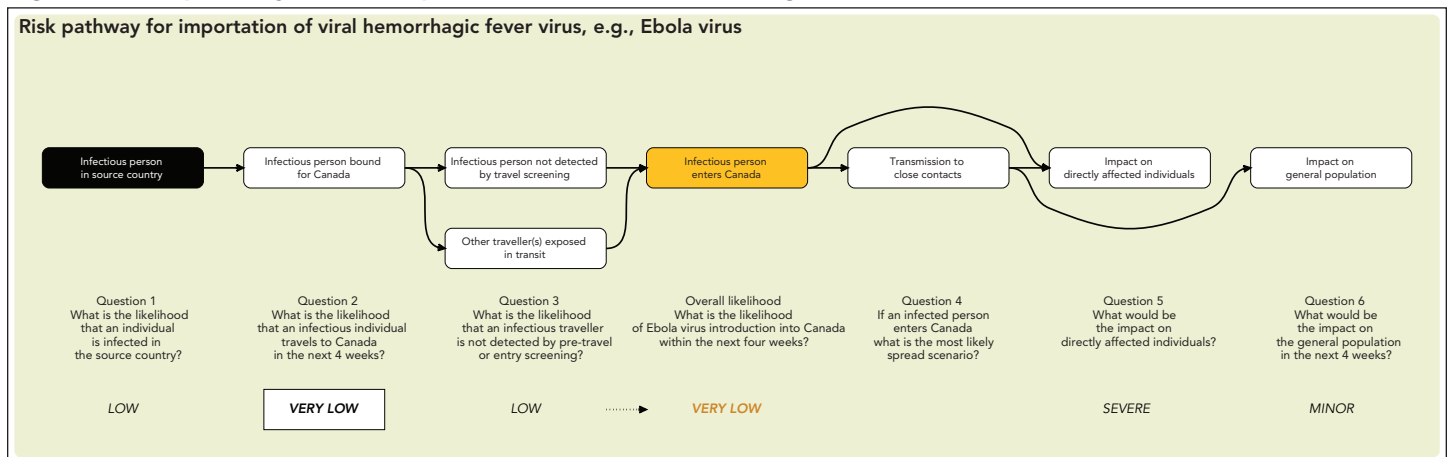 Risk pathway for importation of viral hemorrhagic fever virus, e.g., Ebola virus
Infectious person
in source country
Infectious person bound
for Canada
Infectious person not detected
by travel screening
Infectious person
enters Canada
Transmission to
close contacts
Impact on
directly affected individuals
Impact on
general population
Other traveller(s) exposed
in transit
Question 1
What is the likelihood
that an individual
is infected in
the source country?
Question 2
What is the likelihood
that an infectious individual
travels to Canada
in the next 4 weeks?
Question 3
What is the likelihood
that an infectious traveller
is not detected by pre-travel
or entry screening?
Overall likelihood
What is the likelihood
of Ebola virus introduction into Canada
within the next four weeks?
Question 4
If an infected person
enters Canada
what is the most likely
spread scenario?
Question 5
What would be
the impact on
directly affected individuals?
Question 6
What would be
the impact on
the general population
in the next 4 weeks?
LOW
VERY LOW
LOW
VERY LOW
SEVERE
MINOR